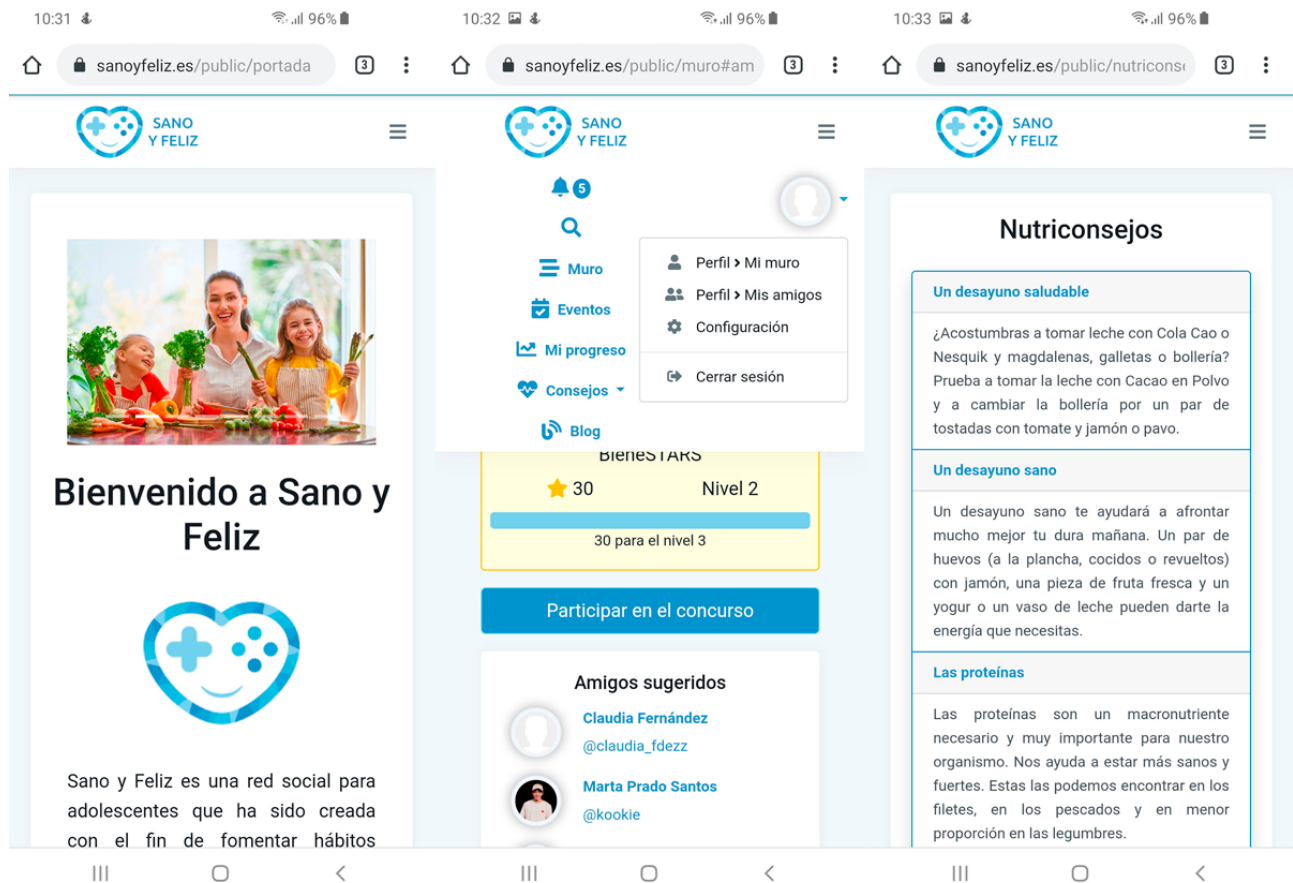 10:31
96%
sanoyfeliz.es/public/portada
3
SANO
Y FELIZ
Bienvenido a Sano y
Feliz
Sano y Feliz es una red social para
adolescentes que ha sido creada
con el fin de fomentar hábitos
10:32
96%
sanoyfeliz.es/public/muro#am
3
SANO
Y FELIZ
5
Muro
Eventos
Mi progreso
Consejos
Blog
Perfil > Mi muro
Perfil > Mis amigos
Configuración
Cerrar sesión
BieneSTARS
30 Nivel 2
30 para el nivel 3
Participar en el concurso
Amigos sugeridos
Claudia Fernández
@claudia_fdezz
Marta Prado Santos
@kookie
10:33
96%
sanoyfeliz.es/public/nutriconse
3
SANO
Y FELIZ
Nutriconsejos
Un desayuno saludable
¿Acostumbras a tomar leche con Cola Cao o
Nesquik y magdalenas, galletas o bollería?
Prueba a tomar la leche con Cacao en Polvo
y a cambiar la bollería por un par de
tostadas con tomate y jamón o pavo.
Un desayuno sano
Un desayuno sano te ayudará a afrontar
mucho mejor tu dura mañana. Un par de
huevos (a la plancha, cocidos o revueltos)
con jamón, una pieza de fruta fresca y un
yogur o un vaso de leche pueden darte la
energía que necesitas.
Las proteínas
Las proteínas son un macronutriente
necesario y muy importante para nuestro
organismo. Nos ayuda a estar más sanos y
fuertes. Estas las podemos encontrar en los
filetes, en los pescados y en menor
proporción en las legumbres.